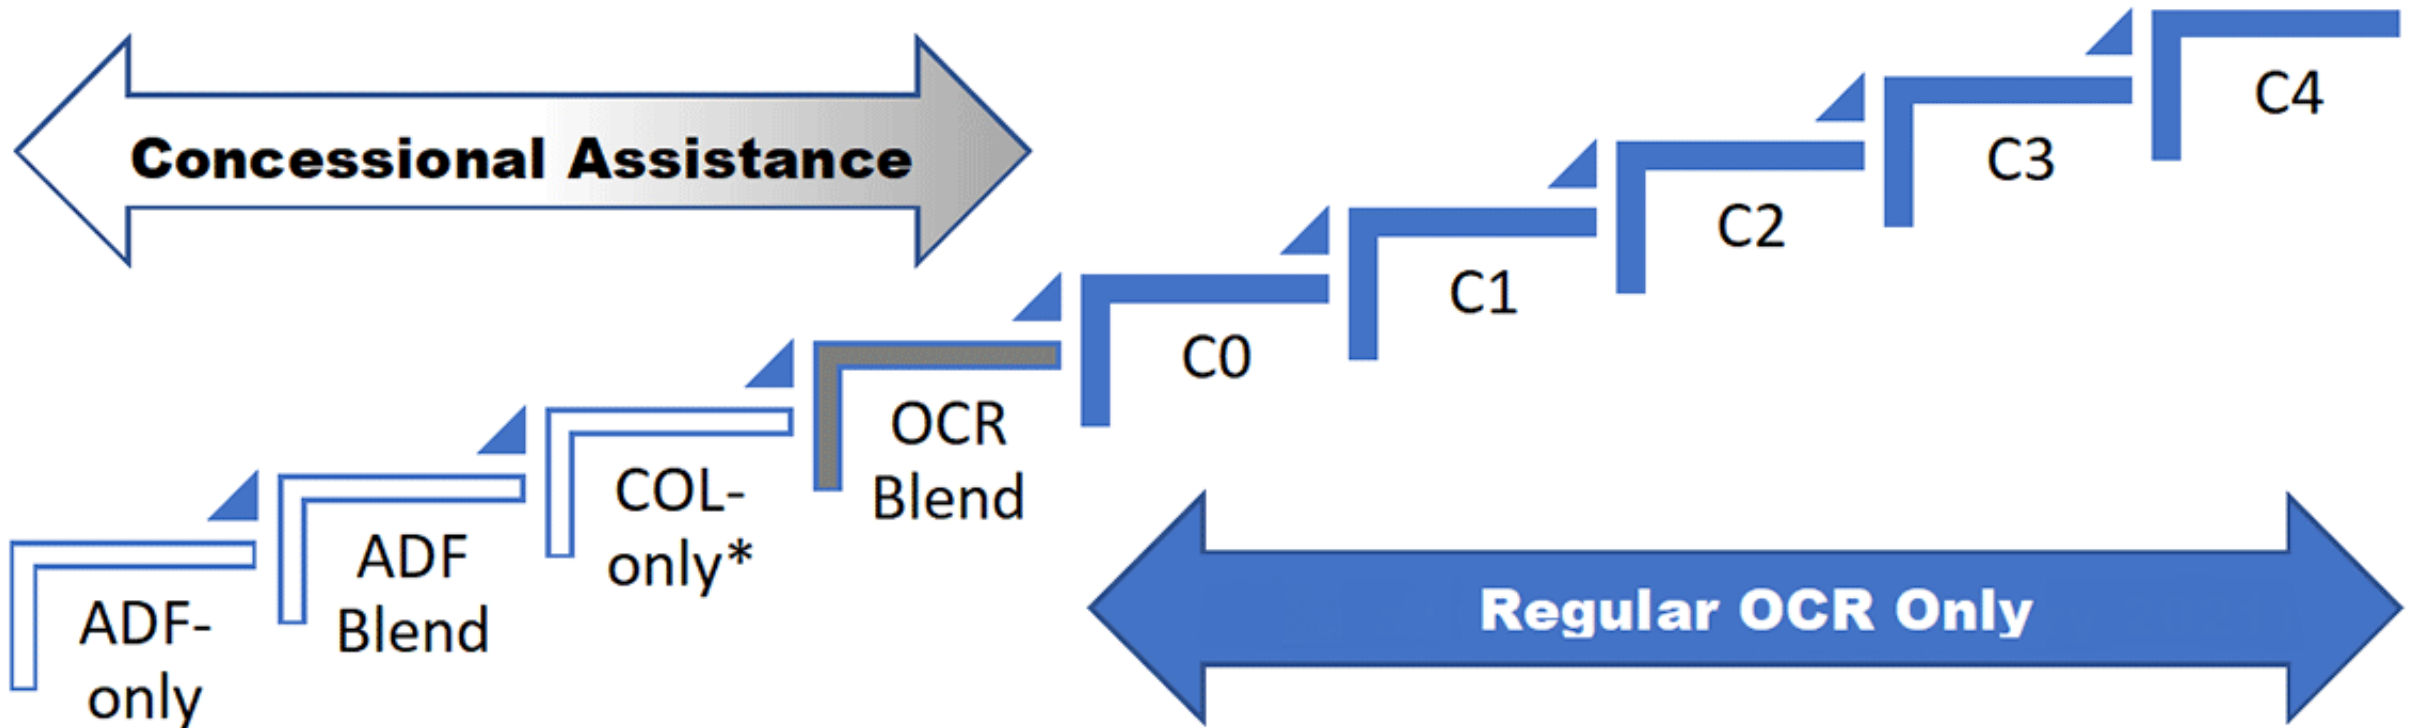 Concessional Assistance
ADF-
only
ADF
Blend
COL-
only*
OCR
Blend
C0
C1
C2
C3
C4
Regular OCR Only